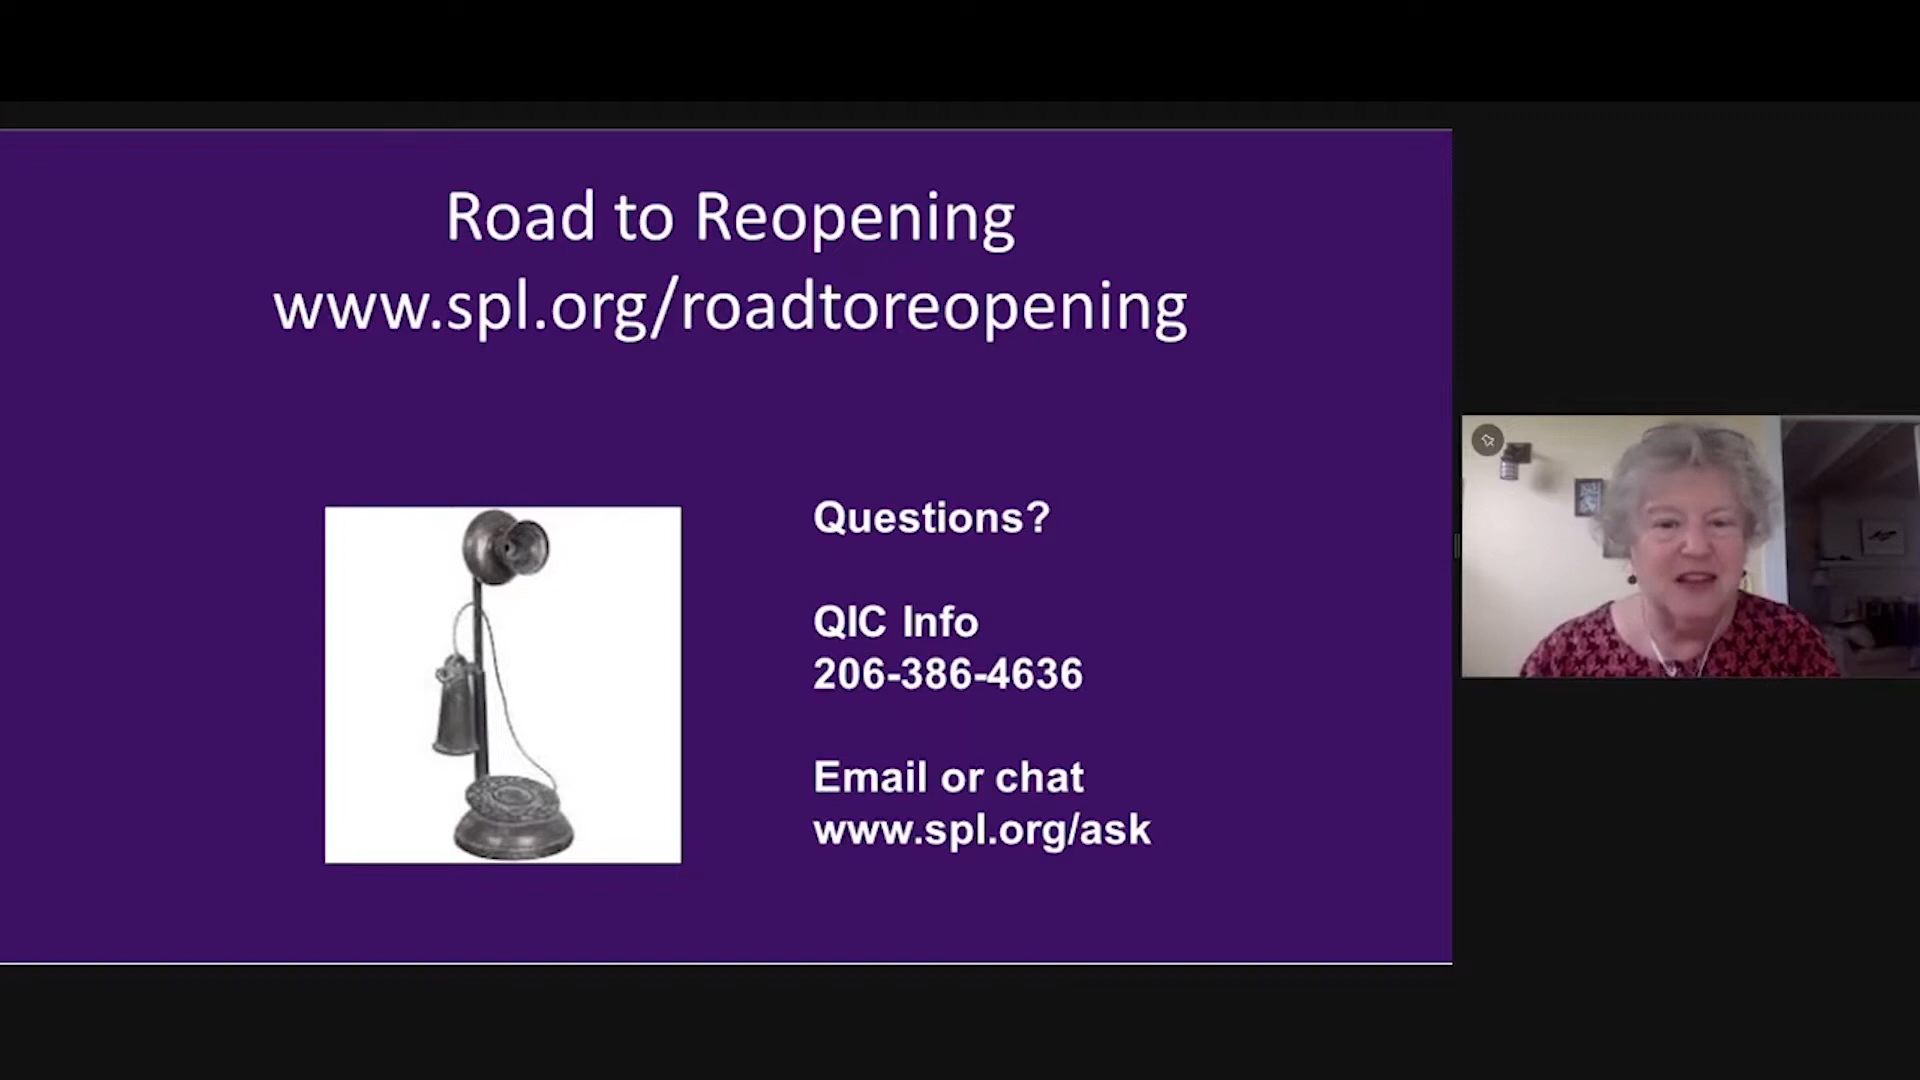 Road to Reopening
www.spl.org/roadtoreopening
Questions?
QIC Info
206-386-4636
Email or chat
www.spl.org/ask